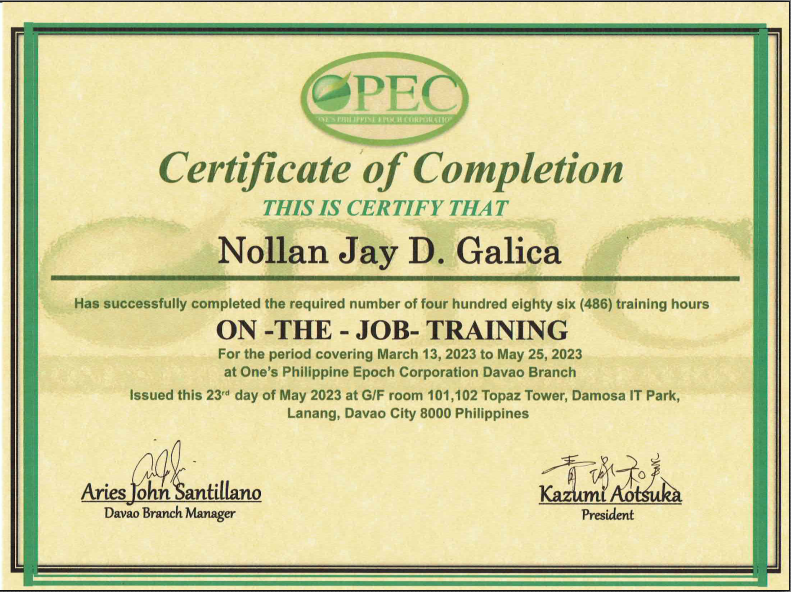 OPEC
ONE'S PHILIPPINE EPOCH CORPORATION
Certificate of Completion
THIS IS CERTIFY THAT
Nollan Jay D. Galica
Has successfully completed the required number of four hundred eighty six (486) training hours
ON -THE - JOB- TRAINING
For the period covering March 13, 2023 to May 25, 2023
at One's Philippine Epoch Corporation Davao Branch
Issued this 23rd day of May 2023 at G/F room 101,102 Topaz Tower, Damosa IT Park,
Lanang, Davao City 8000 Philippines
Aries John Santillano
Davao Branch Manager
Kazumi Aotsuka
President